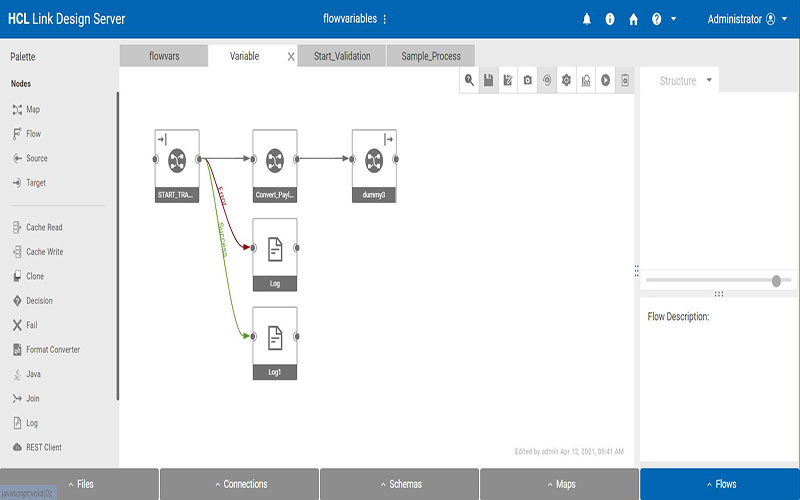 HCL Link Design Server
flowvariables
Administrator
Palette
flowvars
Variable
Start_Validation
Sample_Process
Nodes
Map
Flow
Source
Target
Cache Read
Cache Write
Clone
Decision
Fail
Format Converter
Java
Join
Log
REST Client
START_TRA...
Convert_Payl...
dummy3
Error
Success
Log
Log1
Edited by admin Apr 12, 2021, 09:41 AM
Structure
Flow Description:
Files
Connections
Schemas
Maps
Flows
javascript:void(0);